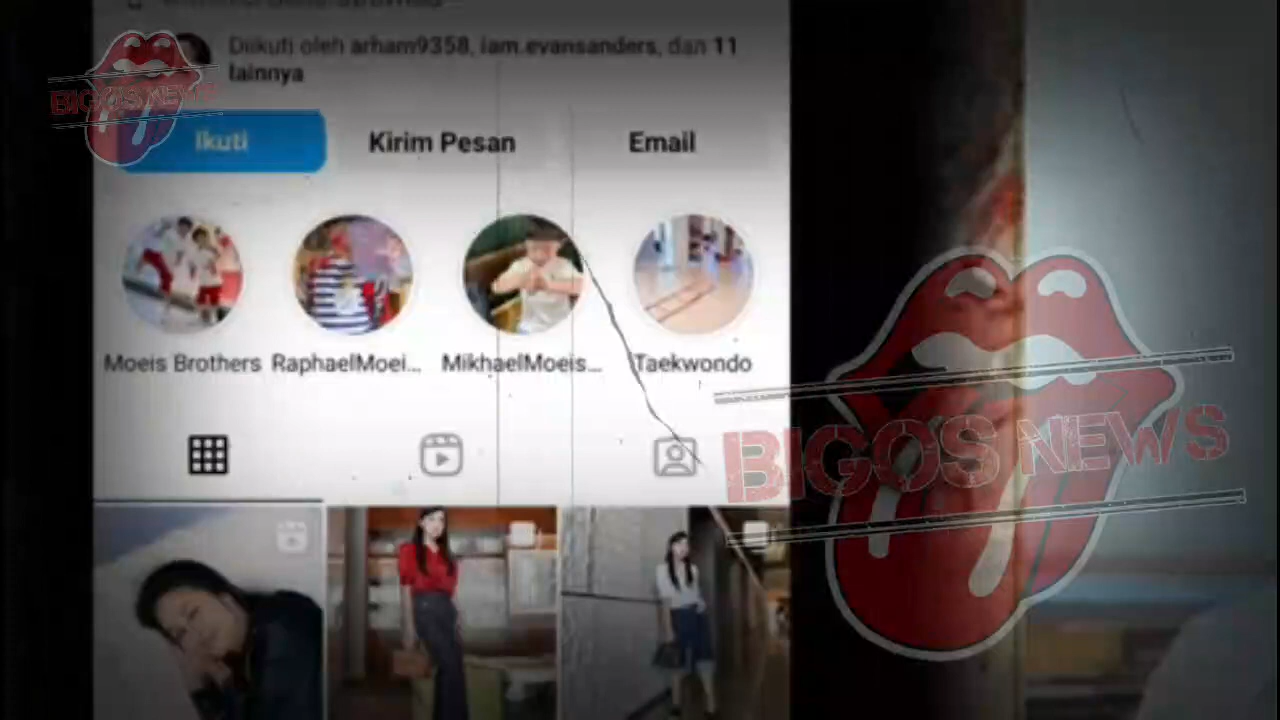 Diikuti oleh arham9358, iam.evansanders, dan 11
lainnya
BIGOS NEWS
Ikuti
Kirim Pesan
Email
Moeis Brothers
RaphaelMoei...
MikhaelMoeis...
Taekwondo
BIGOS NEWS